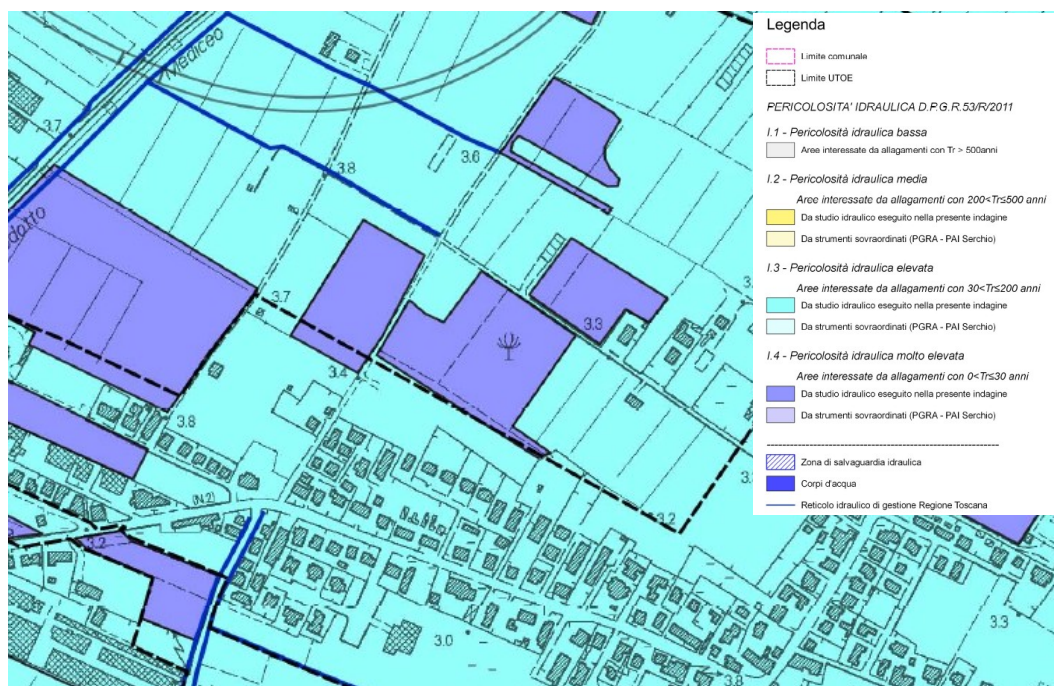 Mediceo
3.7
3.8
3.6
3.7
3.3
3.4
3.8
(N.2)
3.2
3.2
3.0
3.3
3.8
Legenda
Limite comunale
Limite UTOE
PERICOLOSITA' IDRAULICA D.P.G.R.53/R/2011
I.1 - Pericolosità idraulica bassa
Aree interessate da allagamenti con Tr > 500anni
I.2 - Pericolosità idraulica media
Aree interessate da allagamenti con 200<Tr≤500 anni
Da studio idraulico eseguito nella presente indagine
Da strumenti sovraordinati (PGRA - PAI Serchio)
I.3 - Pericolosità idraulica elevata
Aree interessate da allagamenti con 30<Tr≤200 anni
Da studio idraulico eseguito nella presente indagine
Da strumenti sovraordinati (PGRA - PAI Serchio)
I.4 - Pericolosità idraulica molto elevata
Aree interessate da allagamenti con 0<Tr≤30 anni
Da studio idraulico eseguito nella presente indagine
Da strumenti sovraordinati (PGRA - PAI Serchio)
Zona di salvaguardia idraulica
Corpi d'acqua
Reticolo idraulico di gestione Regione Toscana